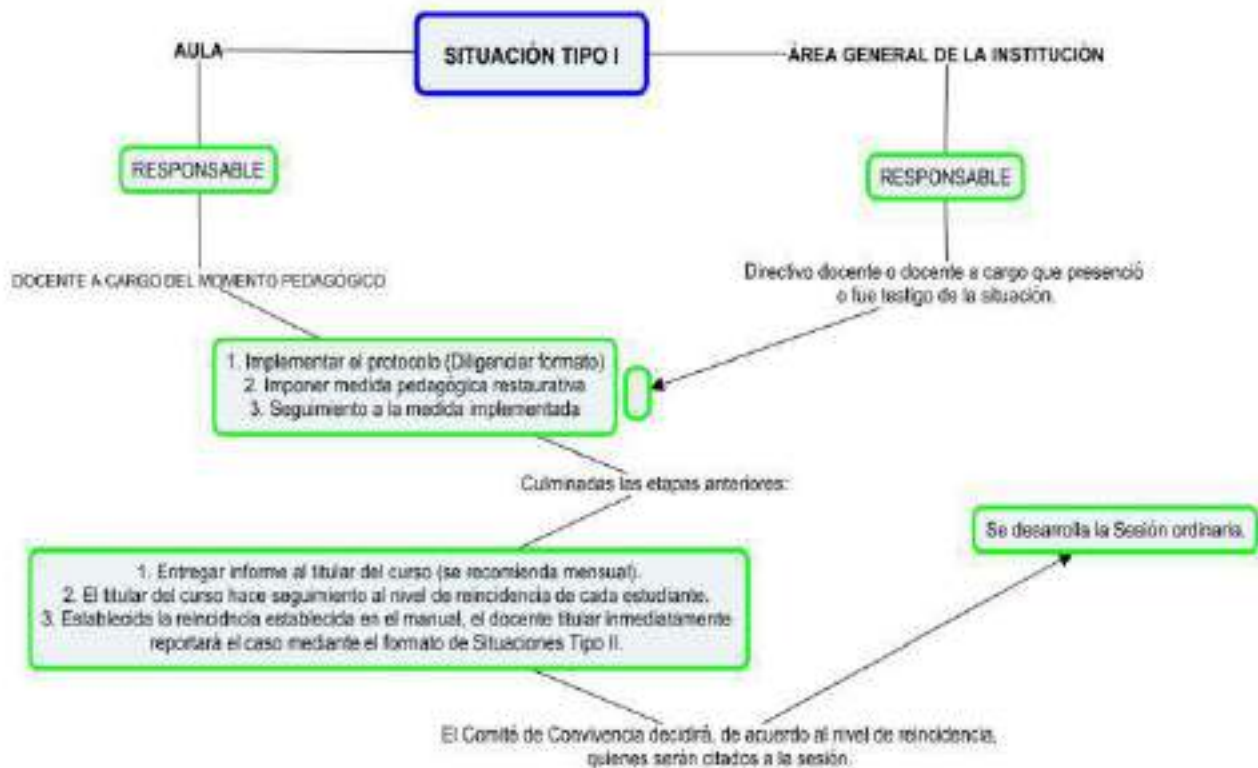 SITUACIÓN TIPO I
AULA
ÁREA GENERAL DE LA INSTITUCIÓN
RESPONSABLE
RESPONSABLE
DOCENTE A CARGO DEL MOMENTO PEDAGÓGICO
Directivo docente o docente a cargo que presenció
o fue testigo de la situación.
1. Implementar el protocolo (Diligenciar formato)
2. Imponer medida pedagógica restaurativa
3. Seguimiento a la medida implementada
Culminadas las etapas anteriores:
Se desarrolla la Sesión ordinaria.
1. Entregar informe al titular del curso (se recomienda mensual).
2. El titular del curso hace seguimiento al nivel de reincidencia de cada estudiante.
3. Establecida la reincidncia establecida en el manual, el docente titular inmediatamente
reportará el caso mediante el formato de Situaciones Tipo II.
El Comité de Convivencia decidirá, de acuerdo al nivel de reincidencia,
quienes serán citados a la sesión.